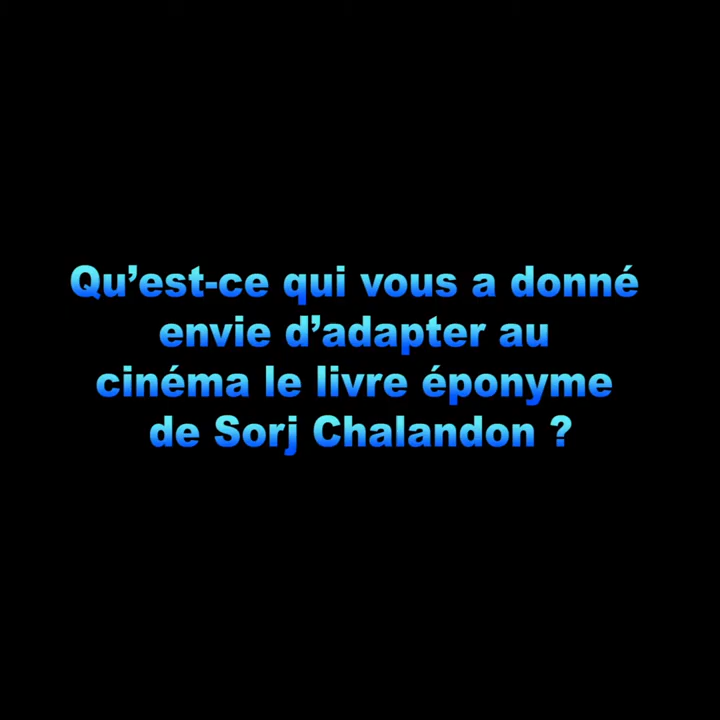 Qu’est-ce qui vous a donné
envie d’adapter au
cinéma le livre éponyme
de Sorj Chalandon ?